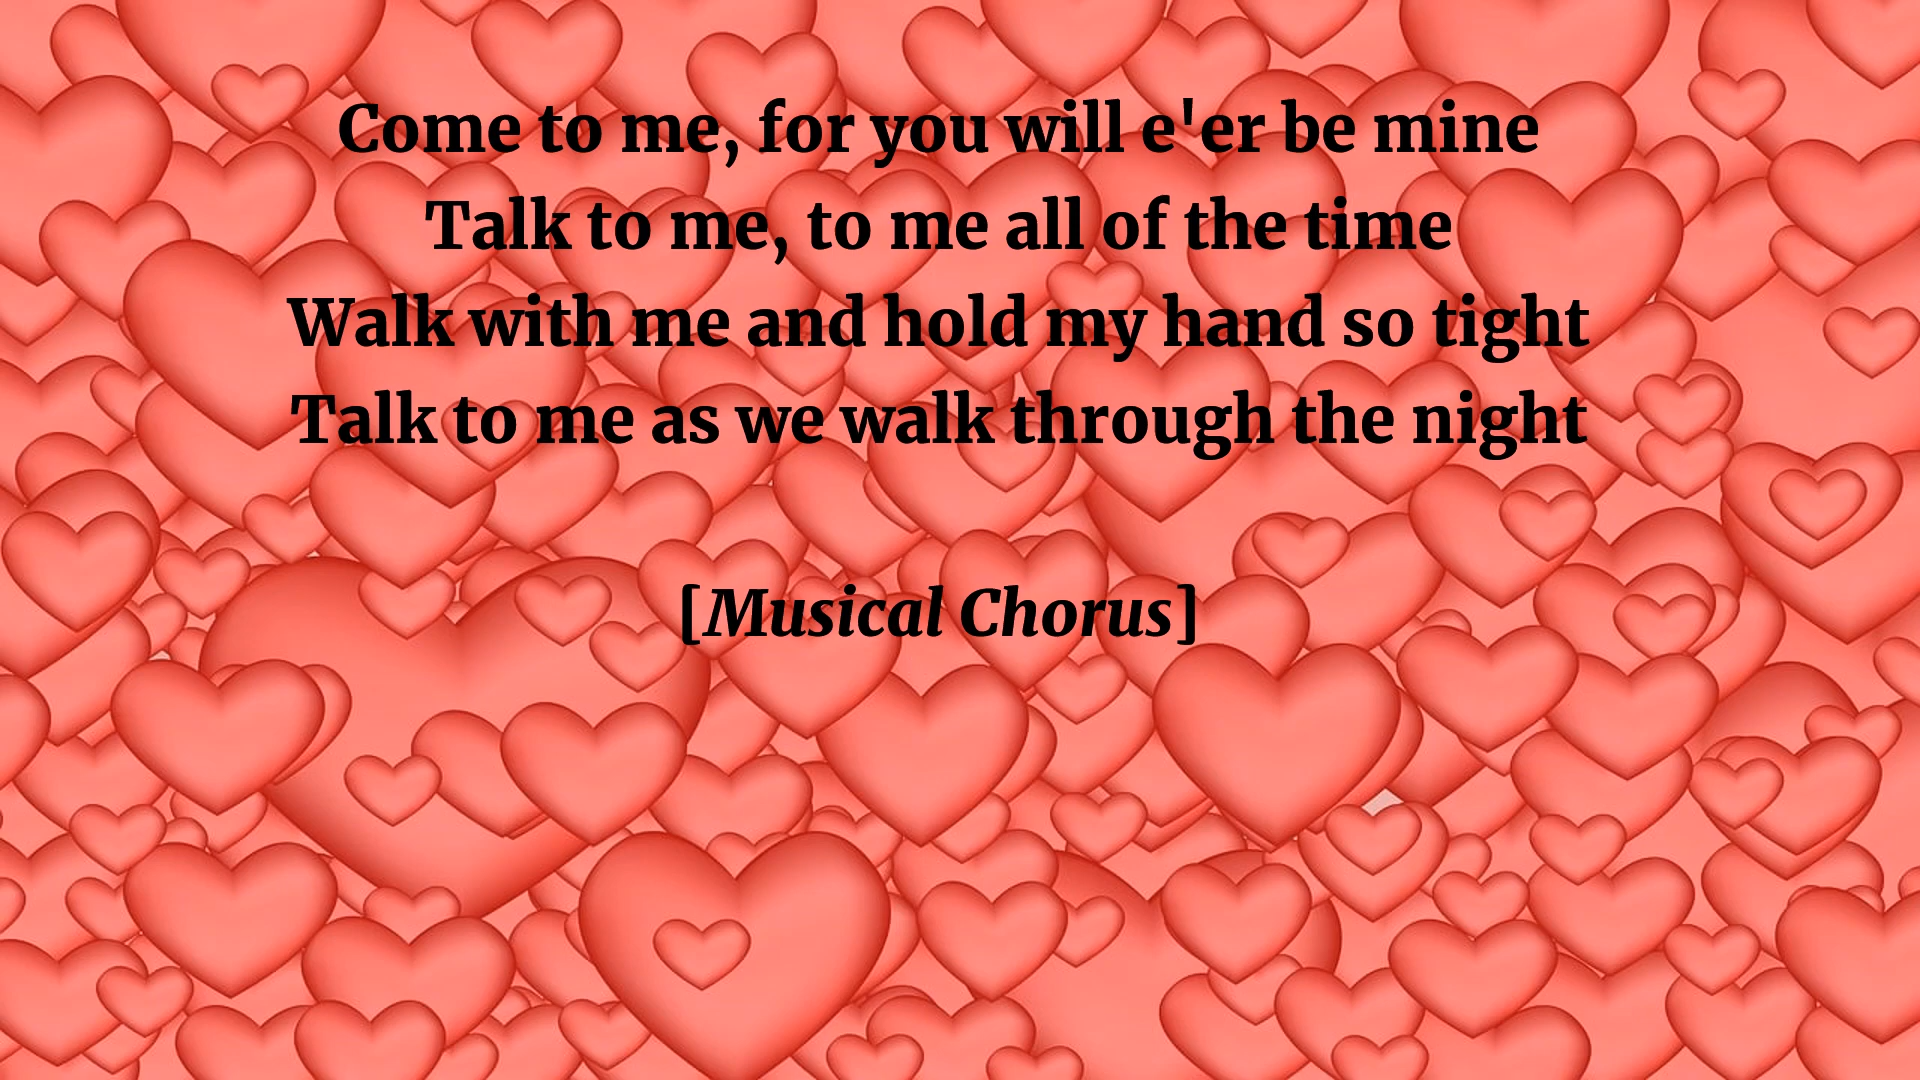 Come to me, for you will e'er be mine
Talk to me, to me all of the time
Walk with me and hold my hand so tight
Talk to me as we walk through the night
[Musical Chorus]